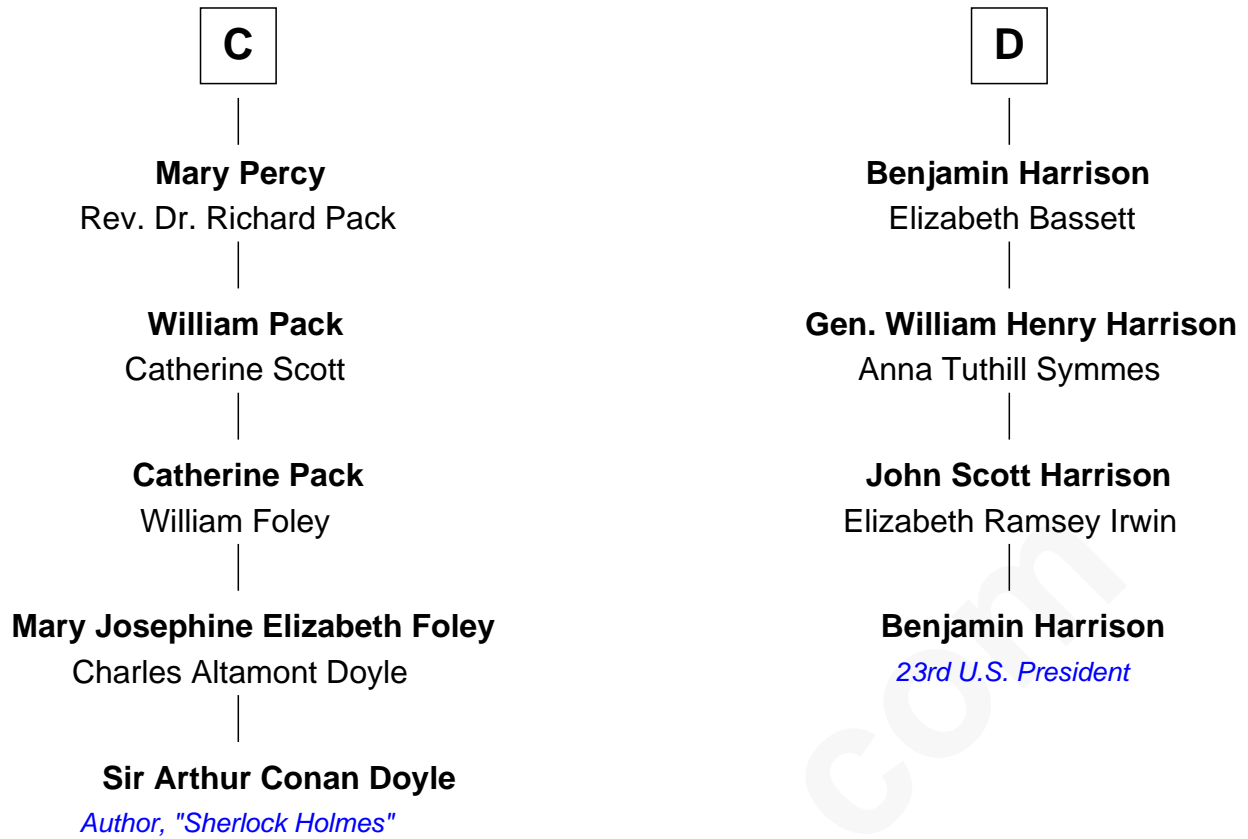 C
Mary Percy
Rev. Dr. Richard Pack
William Pack
Catherine Scott
Catherine Pack
William Foley
Mary Josephine Elizabeth Foley
Charles Altamont Doyle
Sir Arthur Conan Doyle
Author, "Sherlock Holmes"
D
Benjamin Harrison
Elizabeth Bassett
Gen. William Henry Harrison
Anna Tuthill Symmes
John Scott Harrison
Elizabeth Ramsey Irwin
Benjamin Harrison
23rd U.S. President
com